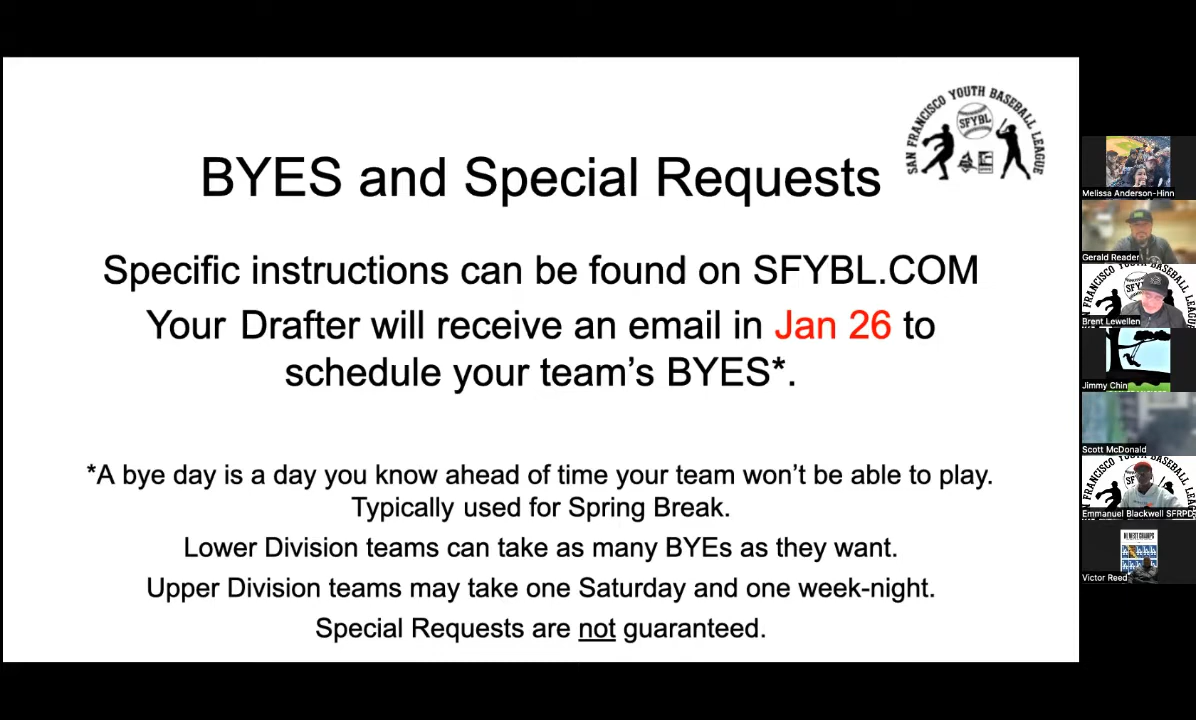 SAN FRANCISCO YOUTH BASEBALL LEAGUE
SFYBL
BYES and Special Requests
Specific instructions can be found on SFYBL.COM
Your Drafter will receive an email in Jan 26 to
schedule your team’s BYES*.
*A bye day is a day you know ahead of time your team won’t be able to play.
Typically used for Spring Break.
Lower Division teams can take as many BYEs as they want.
Upper Division teams may take one Saturday and one week-night.
Special Requests are not guaranteed.
Melissa Anderson-Hinn
Gerald Reader
Brent Lewellen
Jimmy Chin
Scott McDonald
Emmanuel Blackwell SFRPD
Victor Reed